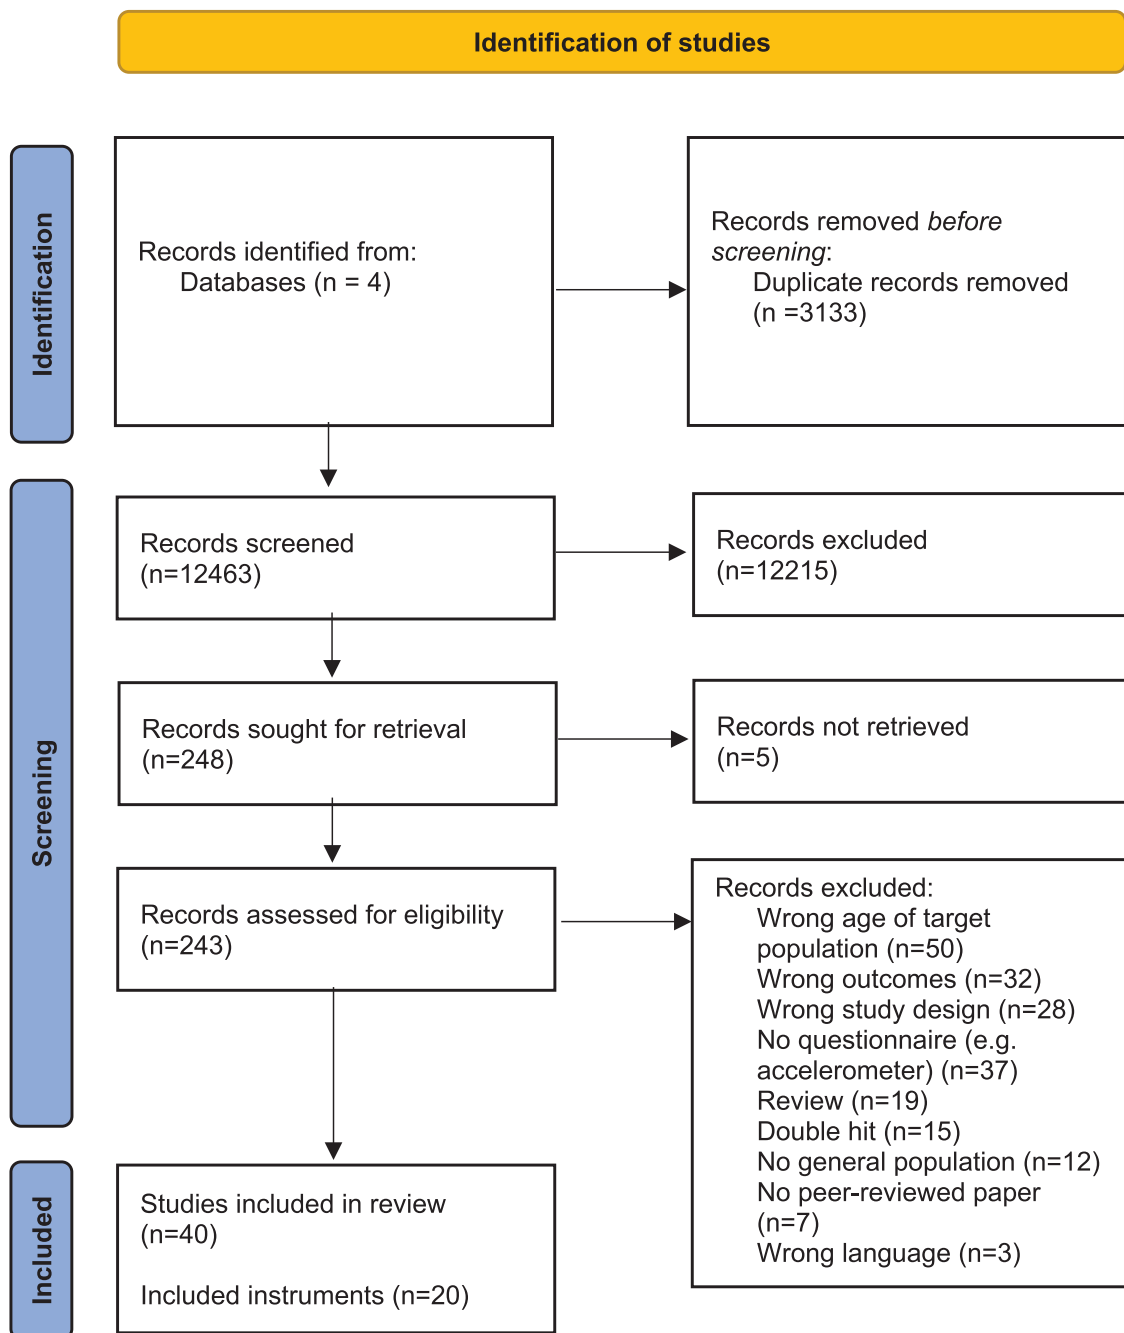 Identification of studies
Identification
Records identified from:
Databases (n = 4)
Records removed before
screening:
Duplicate records removed
(n =3133)
Screening
Records screened
(n=12463)
Records excluded
(n=12215)
Records sought for retrieval
(n=248)
Records not retrieved
(n=5)
Records assessed for eligibility
(n=243)
Records excluded:
Wrong age of target
population (n=50)
Wrong outcomes (n=32)
Wrong study design (n=28)
No questionnaire (e.g.
accelerometer) (n=37)
Review (n=19)
Double hit (n=15)
No general population (n=12)
No peer-reviewed paper
(n=7)
Wrong language (n=3)
Included
Studies included in review
(n=40)
Included instruments (n=20)